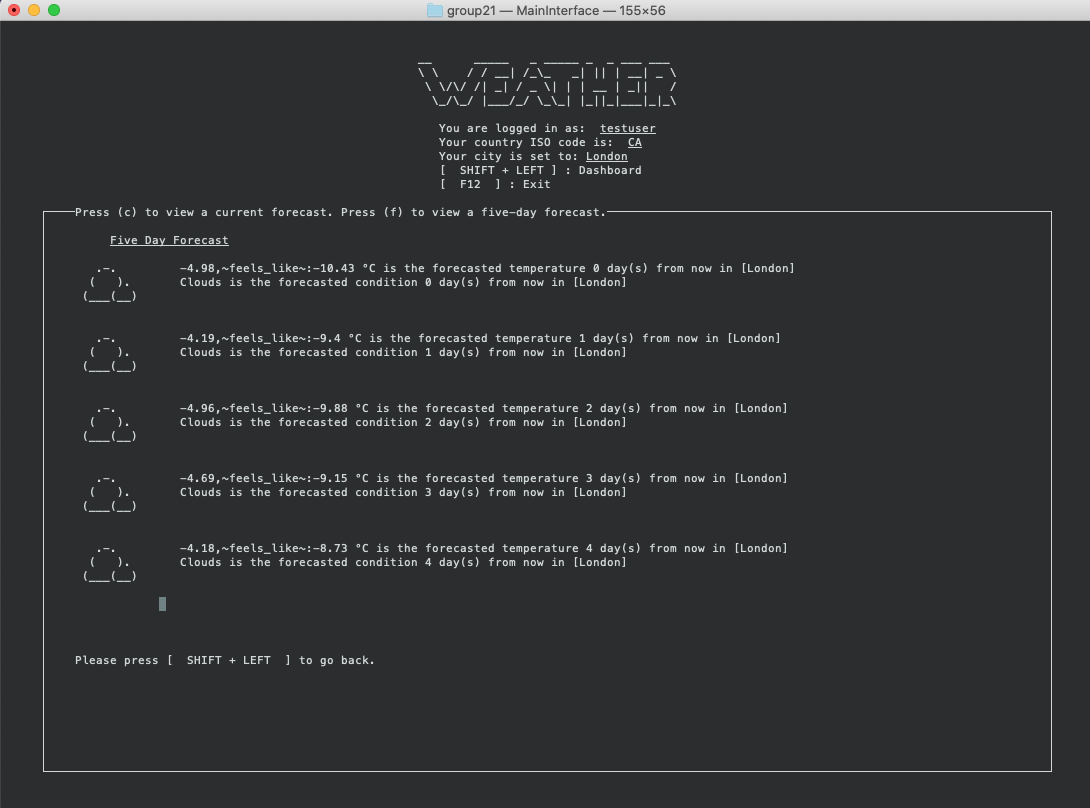 group21 — MainInterface — 155×56
WEATHER
You are logged in as:  testuser
Your country ISO code is:  CA
Your city is set to: London
[  SHIFT + LEFT ] : Dashboard
[  F12  ] : Exit
Press (c) to view a current forecast. Press (f) to view a five-day forecast.
Five Day Forecast
-4.98,~feels_like~:-10.43 °C is the forecasted temperature 0 day(s) from now in [London]
Clouds is the forecasted condition 0 day(s) from now in [London]
-4.19,~feels_like~:-9.4 °C is the forecasted temperature 1 day(s) from now in [London]
Clouds is the forecasted condition 1 day(s) from now in [London]
-4.96,~feels_like~:-9.88 °C is the forecasted temperature 2 day(s) from now in [London]
Clouds is the forecasted condition 2 day(s) from now in [London]
-4.69,~feels_like~:-9.15 °C is the forecasted temperature 3 day(s) from now in [London]
Clouds is the forecasted condition 3 day(s) from now in [London]
-4.18,~feels_like~:-8.73 °C is the forecasted temperature 4 day(s) from now in [London]
Clouds is the forecasted condition 4 day(s) from now in [London]
Please press [  SHIFT + LEFT  ] to go back.